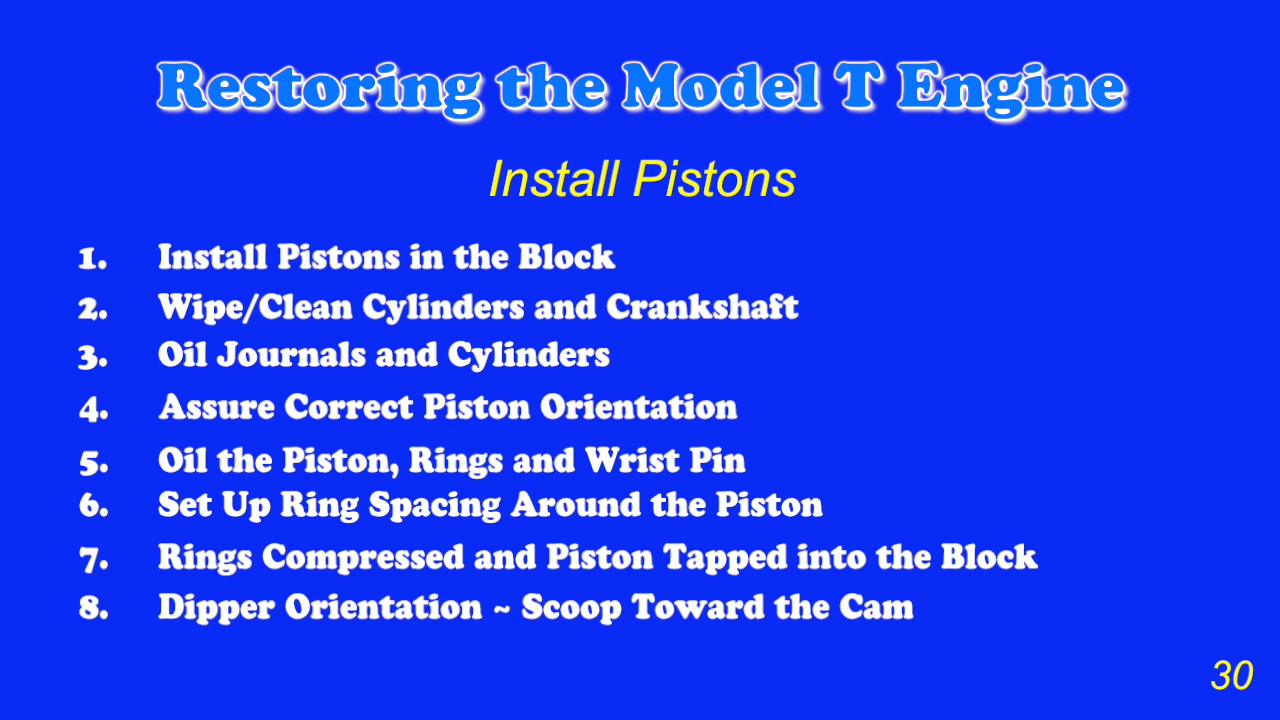 Restoring the Model T Engine
Install Pistons
1. Install Pistons in the Block
2. Wipe/Clean Cylinders and Crankshaft
3. Oil Journals and Cylinders
4. Assure Correct Piston Orientation
5. Oil the Piston, Rings and Wrist Pin
6. Set Up Ring Spacing Around the Piston
7. Rings Compressed and Piston Tapped into the Block
8. Dipper Orientation ~ Scoop Toward the Cam
30